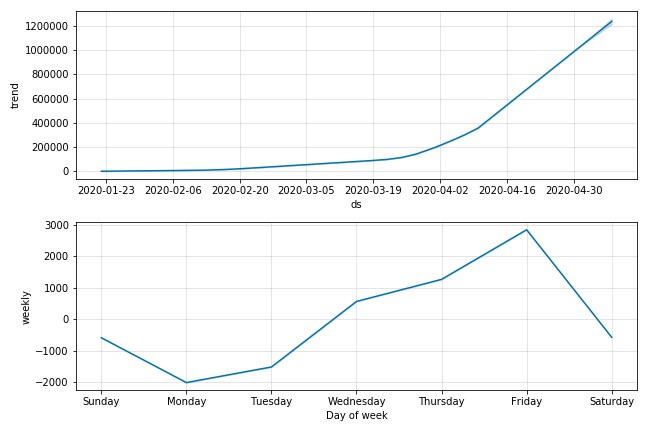 1200000
1000000
800000
600000
400000
200000
0
trend
2020-01-23 2020-02-06 2020-02-20 2020-03-05 2020-03-19 2020-04-02 2020-04-16 2020-04-30
ds
3000
2000
1000
0
−1000
−2000
weekly
Sunday Monday Tuesday Wednesday Thursday Friday Saturday
Day of week